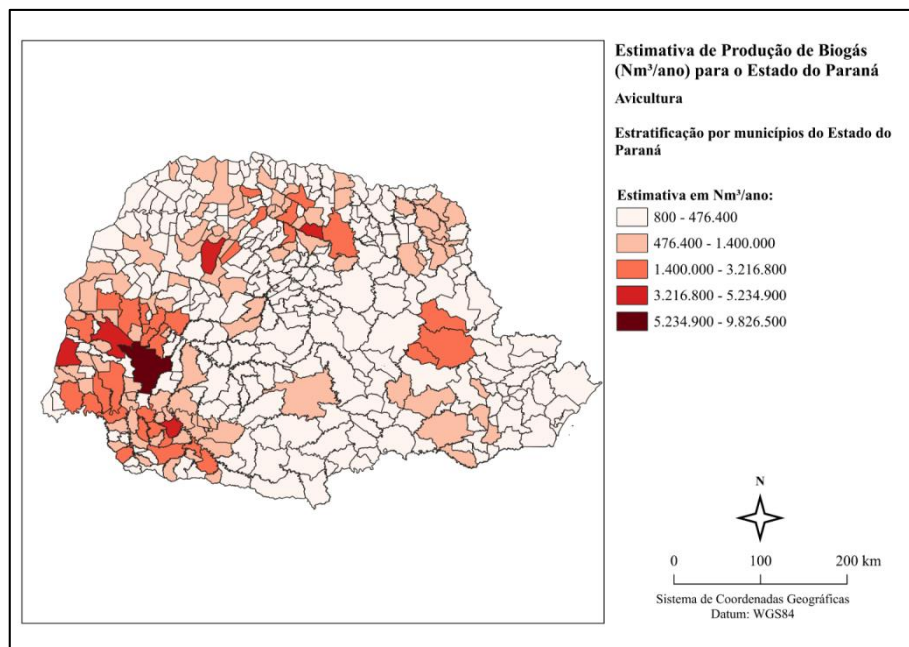 Estimativa de Produção de Biogás
(Nm³/ano) para o Estado do Paraná
Avicultura
Estratificação por municípios do Estado do
Paraná
Estimativa em Nm³/ano:
800 - 476.400
476.400 - 1.400.000
1.400.000 - 3.216.800
3.216.800 - 5.234.900
5.234.900 - 9.826.500
N
0 100 200 km
Sistema de Coordenadas Geográficas
Datum: WGS84